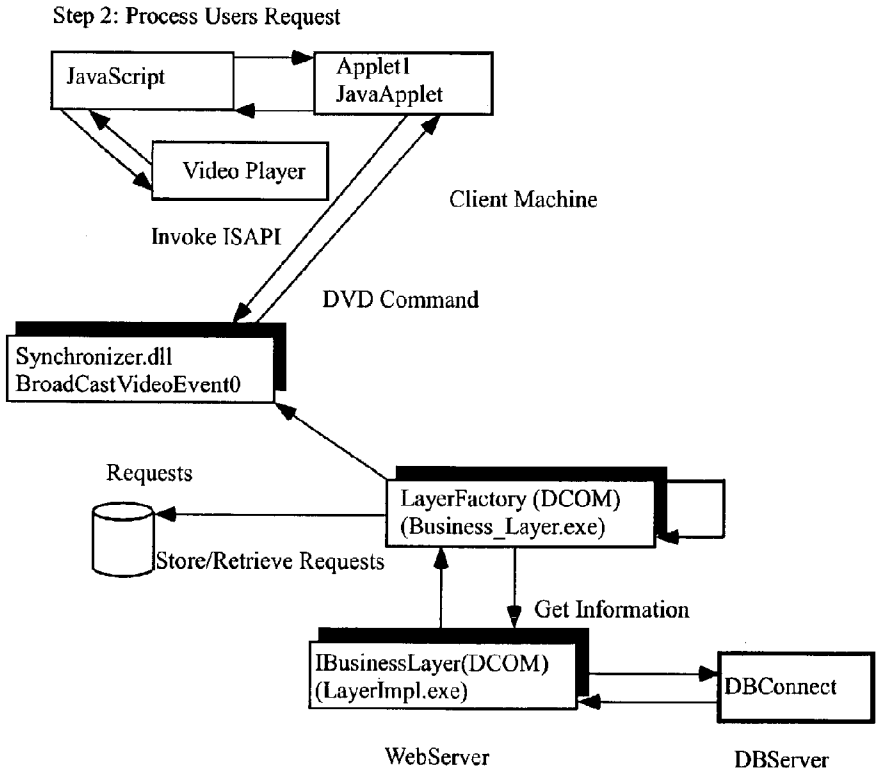 Step 2: Process Users Request
JavaScript
Applet1
JavaApplet
Video Player
Client Machine
Invoke ISAPI
DVD Command
Synchronizer.dll
BroadCastVideoEvent0
Requests
LayerFactory (DCOM)
(Business_Layer.exe)
Store/Retrieve Requests
Get Information
IBusinessLayer(DCOM)
(LayerImpl.exe)
DBConnect
WebServer
DBServer